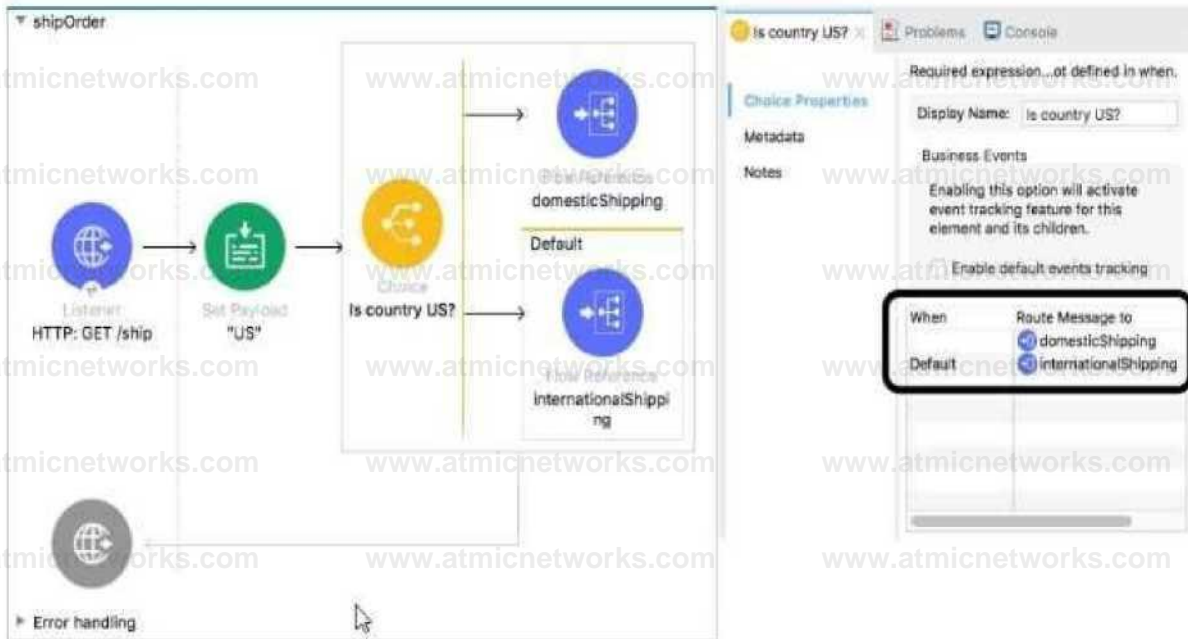 shipOrder
Listener
HTTP: GET /ship
Set Payload
"US"
Choice
Is country US?
Flow Reference
domesticShipping
Default
Flow Reference
internationalShippi
ng
Error handling
Is country US?
Problems
Console
Choice Properties
Metadata
Notes
Required expression...ot defined in when.
Display Name: Is country US?
Business Events
Enabling this option will activate
event tracking feature for this
element and its children.
Enable default events tracking
When Route Message to
domesticShipping
Default internationalShipping
www.atmicnetworks.com